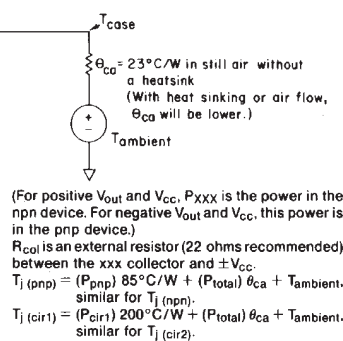 Tcase
θca = 23°C/W in still air without
a heatsink
(With heat sinking or air flow,
θca will be lower.)
+
−
Tambient
(For positive Vout and Vcc, PXXX is the power in the
npn device. For negative Vout and Vcc, this power is
in the pnp device.)
Rcol is an external resistor (22 ohms recommended)
between the xxx collector and ±Vcc.
Tj (pnp) = (Ppnp) 85°C/W + (Ptotal) θca + Tambient,
similar for Tj (npn).
Tj (cir1) = (Pcir1) 200°C/W + (Ptotal) θca + Tambient,
similar for Tj (cir2).